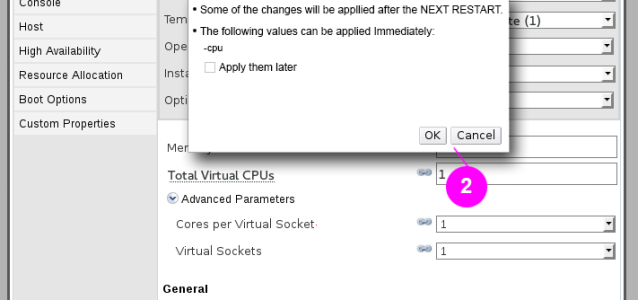 Console
Host
High Availability
Resource Allocation
Boot Options
Custom Properties
• Some of the changes will be appllied after the NEXT RESTART.
• The following values can be applied Immediately:
-cpu
Apply them later
OK Cancel
Tem
(1)
Ope
Insta
Opti
Total Virtual CPUs
1
2
Advanced Parameters
Cores per Virtual Socket
1
Virtual Sockets
1
General